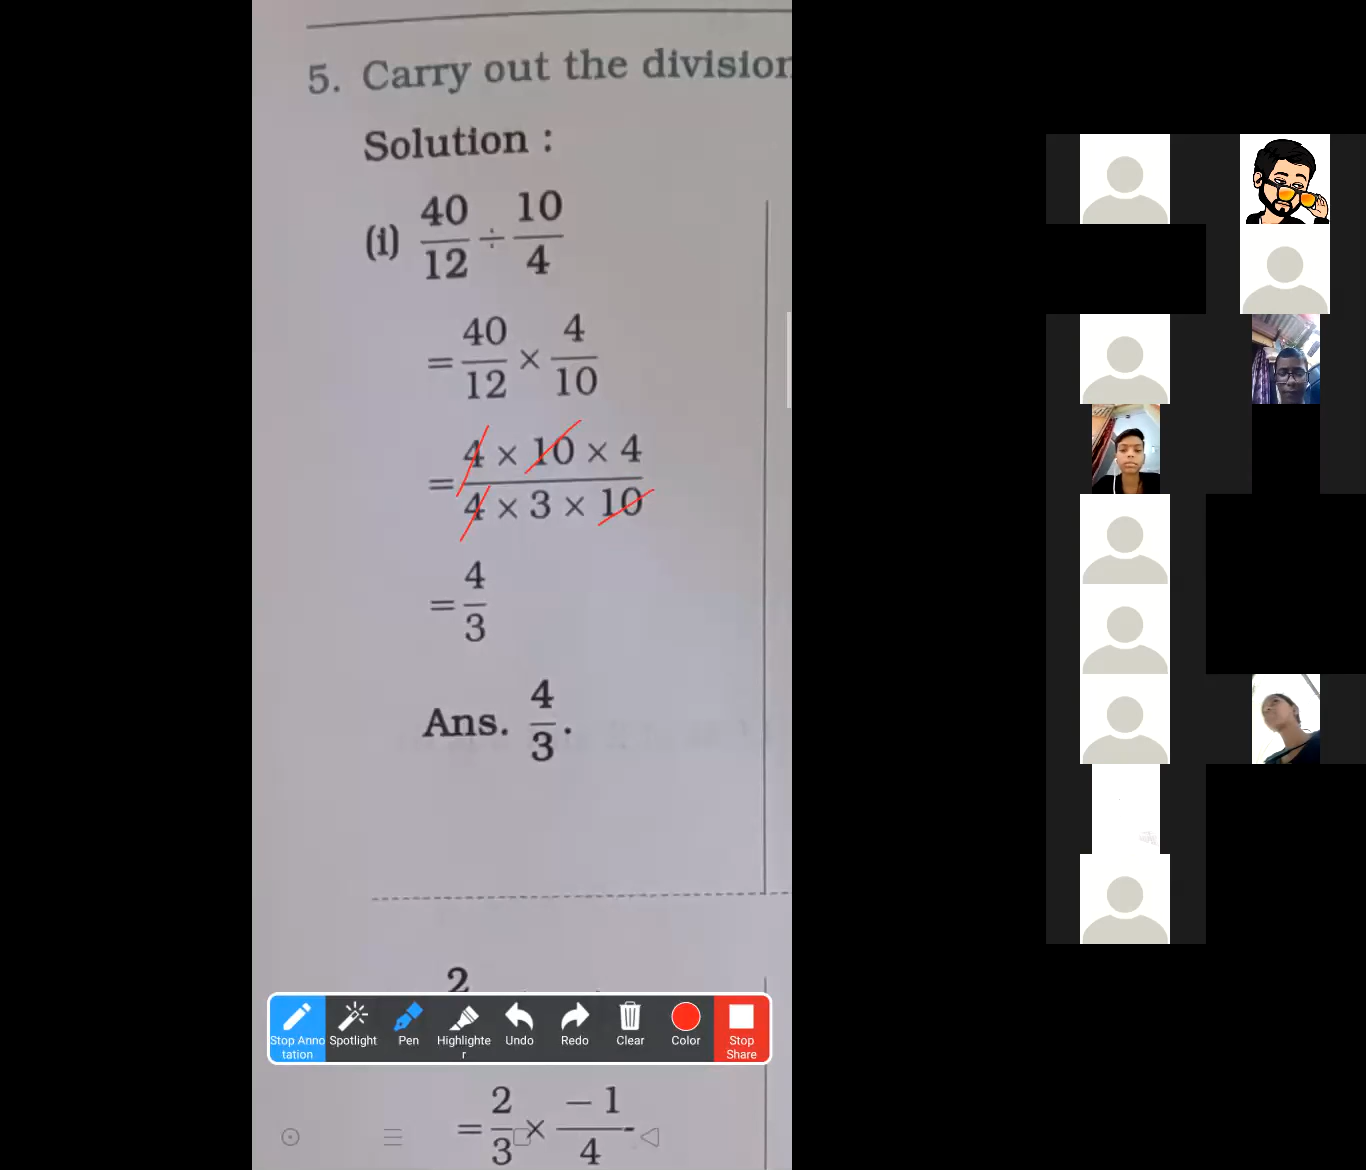 5. Carry out the division
Solution :
(i) 40/12 ÷ 10/4
= 40/12 × 4/10
= 4 × 10 × 4 / 4 × 3 × 10
= 4/3
Ans. 4/3.
2
Stop Annotation Spotlight Pen Highlighter Undo Redo Clear Color Stop Share
= 2/3 × -1/4